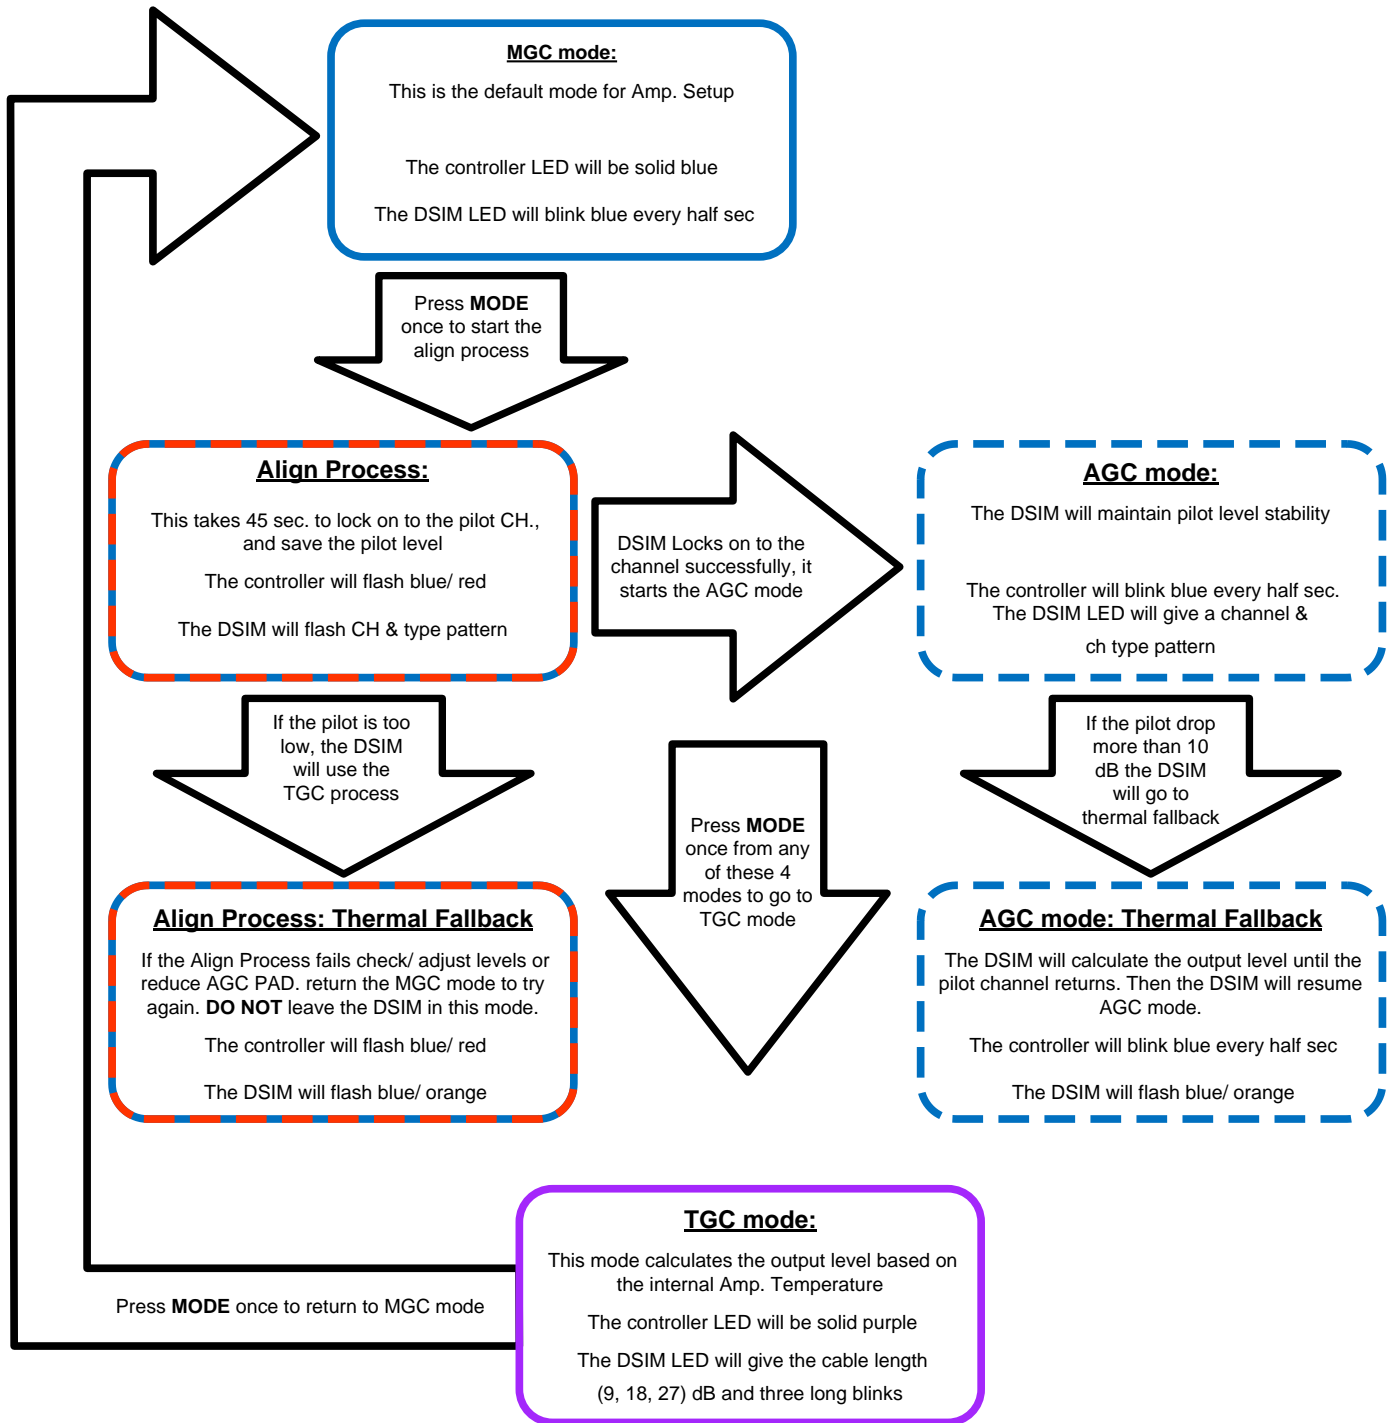 MGC mode:
This is the default mode for Amp. Setup
The controller LED will be solid blue
The DSIM LED will blink blue every half sec
Press MODE
once to start the
align process
Align Process:
This takes 45 sec. to lock on to the pilot CH.,
and save the pilot level
The controller will flash blue/ red
The DSIM will flash CH & type pattern
DSIM Locks on to the
channel successfully, it
starts the AGC mode
AGC mode:
The DSIM will maintain pilot level stability
The controller will blink blue every half sec.
The DSIM LED will give a channel &
ch type pattern
If the pilot is too
low, the DSIM
will use the
TGC process
Press MODE
once from any
of these 4
modes to go to
TGC mode
If the pilot drop
more than 10
dB the DSIM
will go to
thermal fallback
Align Process: Thermal Fallback
If the Align Process fails check/ adjust levels or
reduce AGC PAD. return the MGC mode to try
again. DO NOT leave the DSIM in this mode.
The controller will flash blue/ red
The DSIM will flash blue/ orange
AGC mode: Thermal Fallback
The DSIM will calculate the output level until the
pilot channel returns. Then the DSIM will resume
AGC mode.
The controller will blink blue every half sec
The DSIM will flash blue/ orange
TGC mode:
This mode calculates the output level based on
the internal Amp. Temperature
The controller LED will be solid purple
The DSIM LED will give the cable length
(9, 18, 27) dB and three long blinks
Press MODE once to return to MGC mode